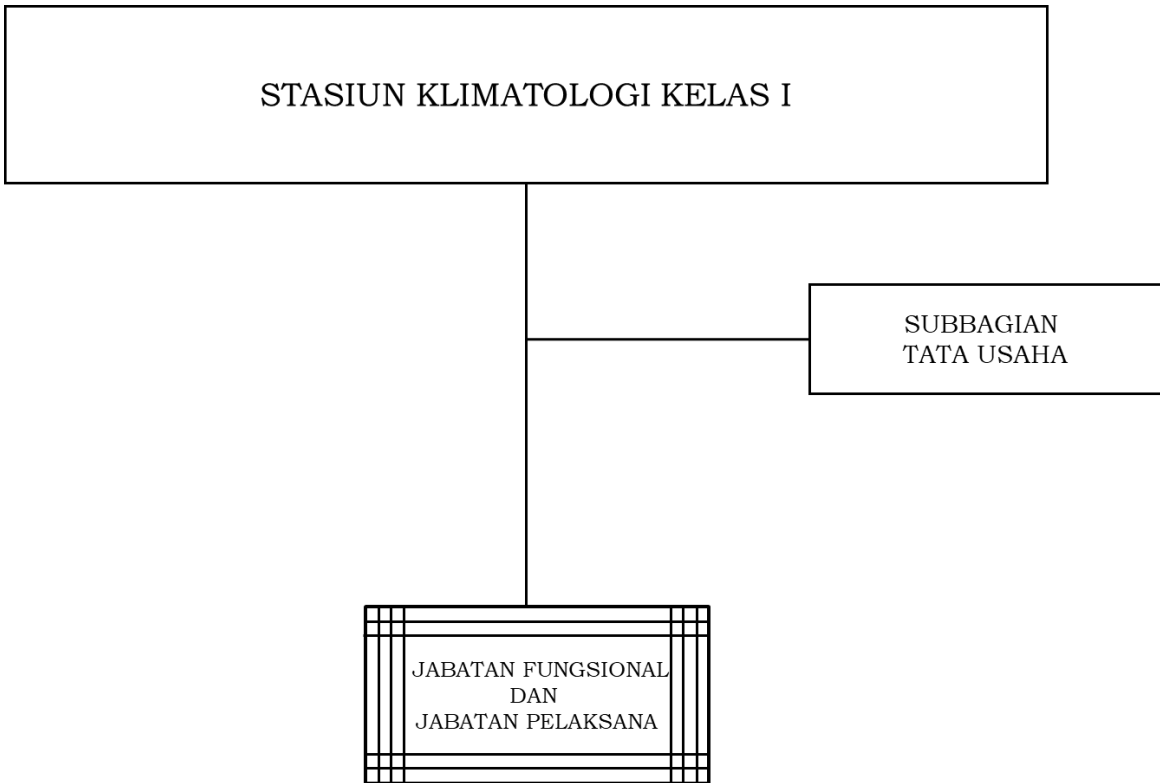 STASIUN KLIMATOLOGI KELAS I
SUBBAGIAN
TATA USAHA
JABATAN FUNGSIONAL
DAN
JABATAN PELAKSANA